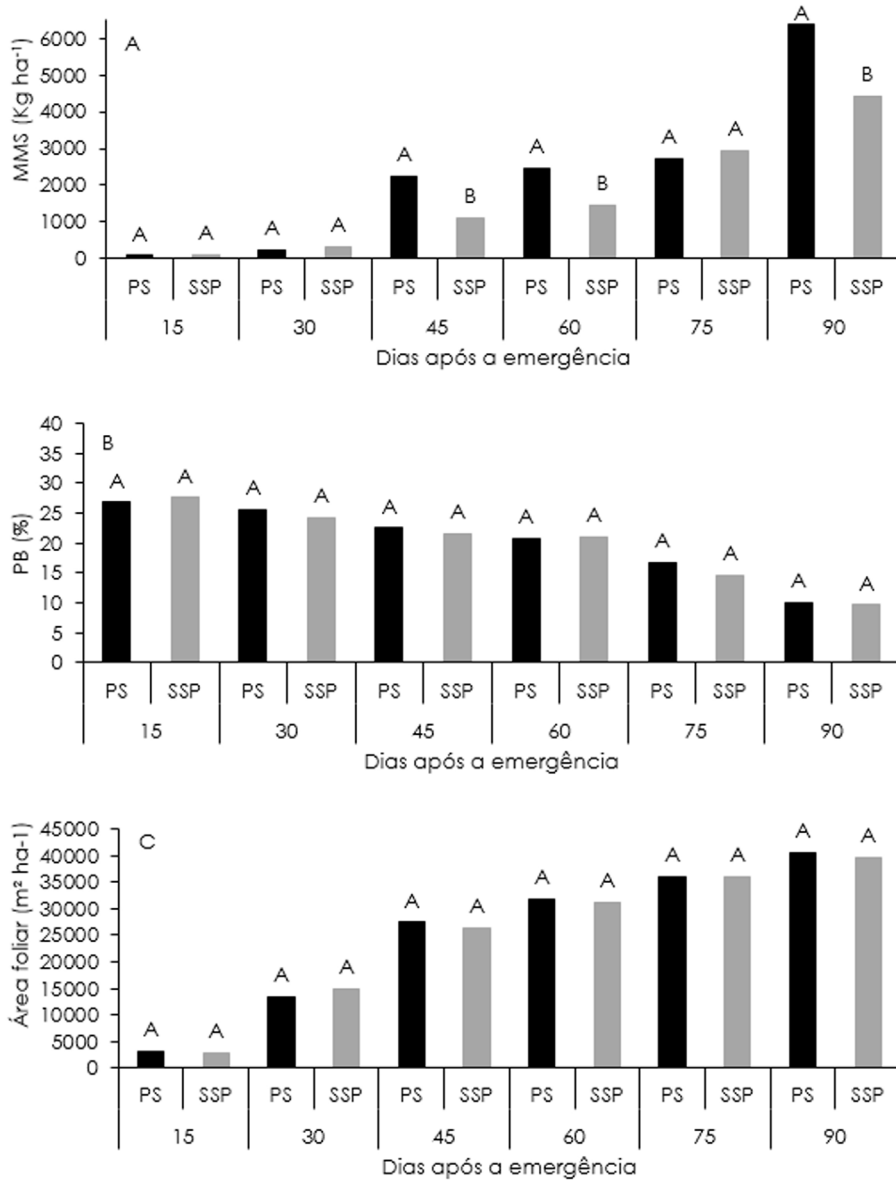 A
MMS (Kg ha⁻¹)
6000
5000
4000
3000
2000
1000
0
A A A A A B A B A A A B
PS SSP PS SSP PS SSP PS SSP PS SSP PS SSP
15 30 45 60 75 90
Dias após a emergência
B
PB (%)
40
35
30
25
20
15
10
5
0
A A A A A A A A A A A A
PS SSP PS SSP PS SSP PS SSP PS SSP PS SSP
15 30 45 60 75 90
Dias após a emergência
C
Área foliar (m² ha-1)
45000
40000
35000
30000
25000
20000
15000
10000
5000
0
A A A A A A A A A A A A
PS SSP PS SSP PS SSP PS SSP PS SSP PS SSP
15 30 45 60 75 90
Dias após a emergência